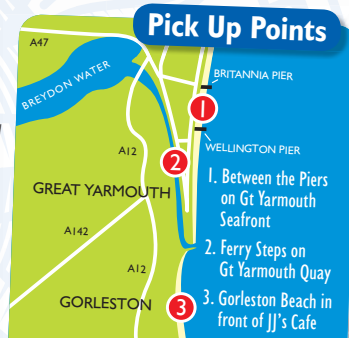 Pick Up Points
A47
BREYDON WATER
BRITANNIA PIER
1
WELLINGTON PIER
A12
2
GREAT YARMOUTH
1. Between the Piers
on Gt Yarmouth
Seafront
A142
2. Ferry Steps on
Gt Yarmouth Quay
A12
GORLESTON
3
3. Gorleston Beach in
front of JJ's Cafe